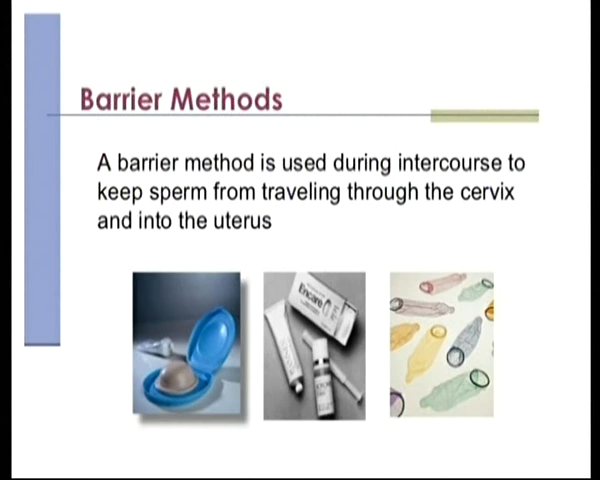 Barrier Methods
A barrier method is used during intercourse to
keep sperm from traveling through the cervix
and into the uterus
Encare